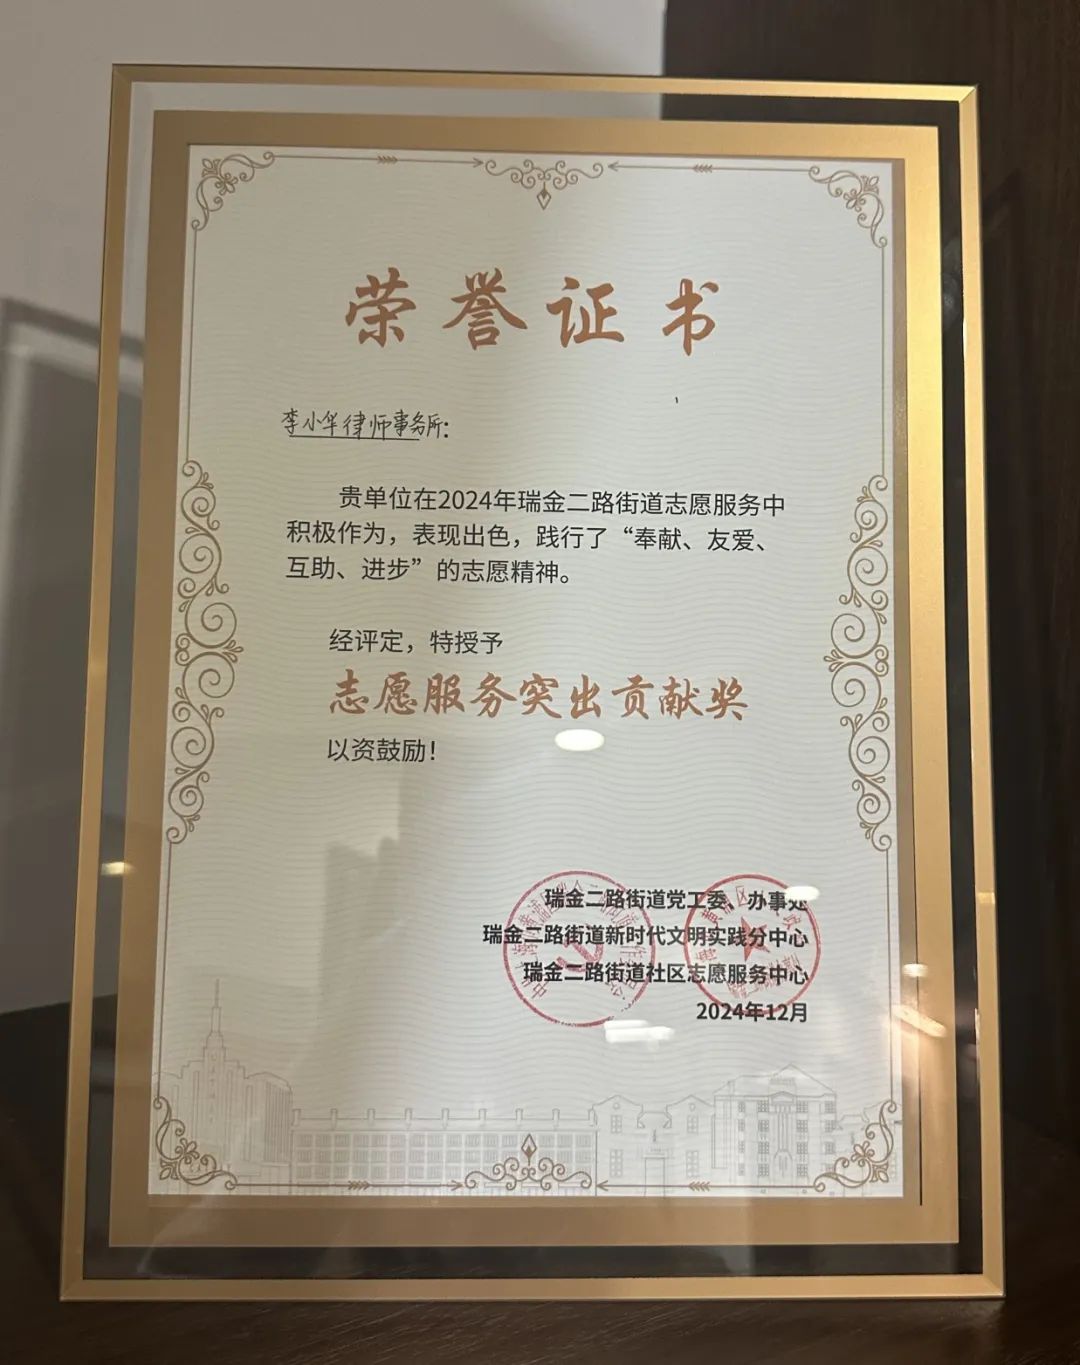 荣誉证书
李小华律师事务所：
贵单位在2024年瑞金二路街道志愿服务中
积极作为，表现出色，践行了“奉献、友爱、
互助、进步”的志愿精神。
经评定，特授予
志愿服务突出贡献奖
以资鼓励！
瑞金二路街道党工委、办事处
瑞金二路街道新时代文明实践分中心
瑞金二路街道社区志愿服务中心
2024年12月